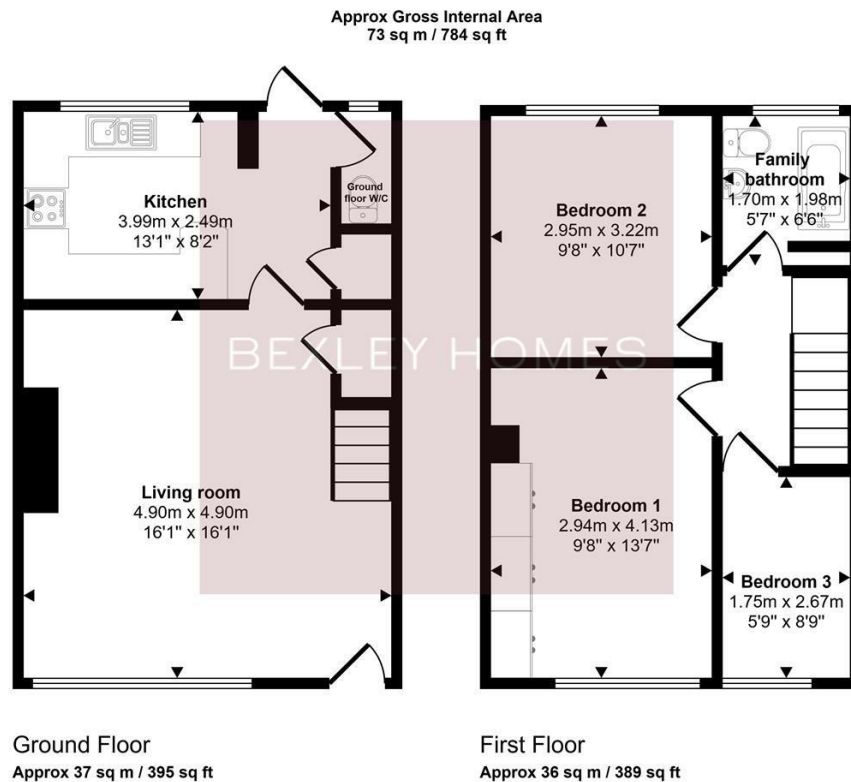 Approx Gross Internal Area
73 sq m / 784 sq ft
Kitchen
3.99m x 2.49m
13'1" x 8'2"
Ground
floor W/C
Living room
4.90m x 4.90m
16'1" x 16'1"
Bedroom 2
2.95m x 3.22m
9'8" x 10'7"
Family
bathroom
1.70m x 1.98m
5'7" x 6'6"
BEXLEY HOMES
Bedroom 1
2.94m x 4.13m
9'8" x 13'7"
Bedroom 3
1.75m x 2.67m
5'9" x 8'9"
Ground Floor
Approx 37 sq m / 395 sq ft
First Floor
Approx 36 sq m / 389 sq ft